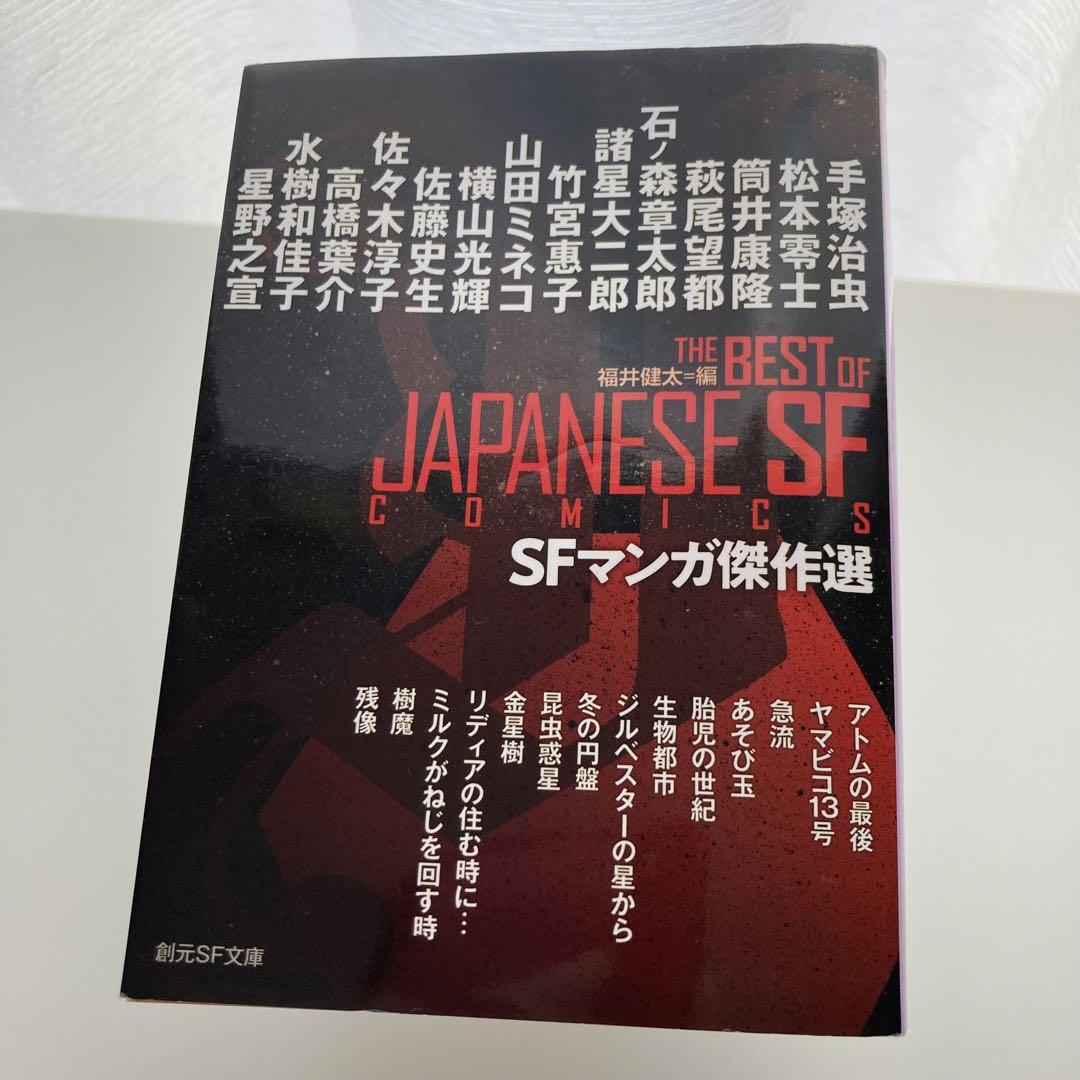 手塚治虫
松本零士
筒井康隆
萩尾望都
石ノ森章太郎
諸星大二郎
竹宮惠子
山田ミネコ
横山光輝
佐藤史生
佐々木淳子
高橋葉介
水樹和佳子
星野之宣
THE BEST OF
福井健太=編
JAPANESE SF
COMICS
SFマンガ傑作選
アトムの最後
ヤマビコ13号
急流
あそび玉
胎児の世紀
生物都市
ジルベスターの星から
冬の円盤
昆虫惑星
金星樹
リディアの住む時に…
ミルクがねじを回す時
樹魔
残像
創元SF文庫